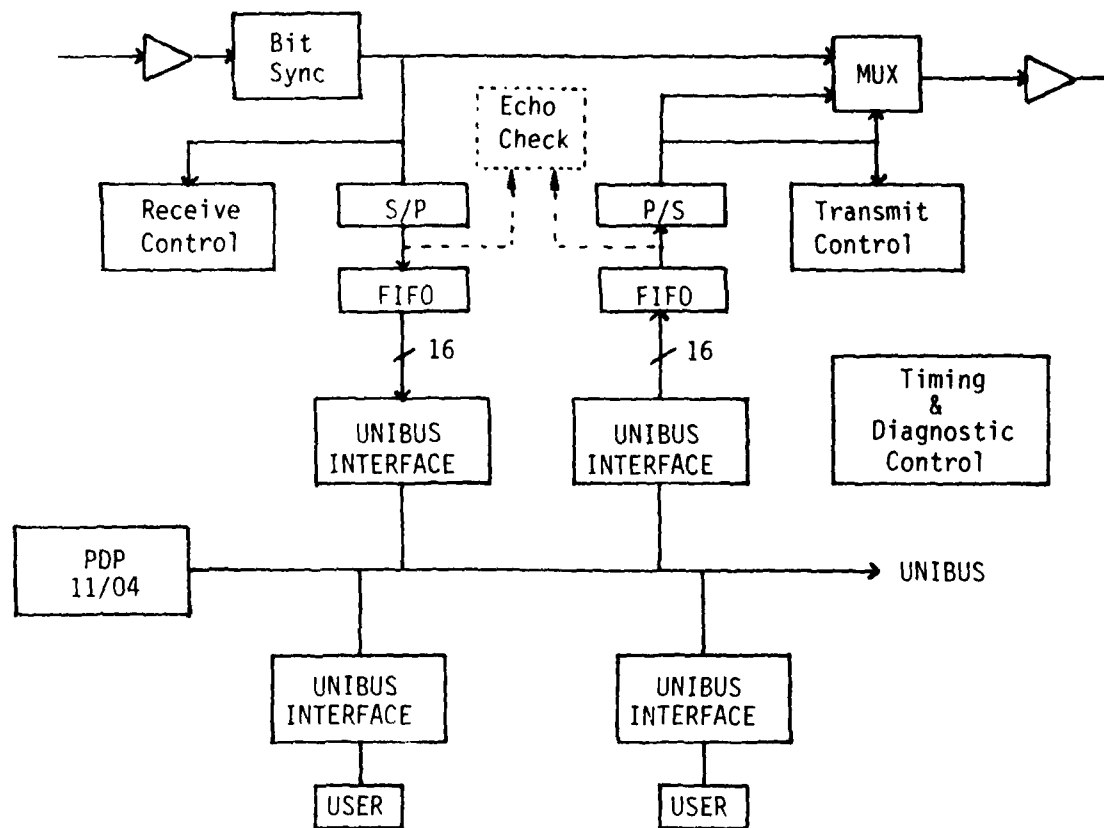 Bit
Sync
MUX
Echo
Check
Receive
Control
S/P
P/S
Transmit
Control
FIFO
FIFO
16
16
Timing
&
Diagnostic
Control
UNIBUS
INTERFACE
UNIBUS
INTERFACE
PDP
11/04
UNIBUS
UNIBUS
INTERFACE
UNIBUS
INTERFACE
USER
USER